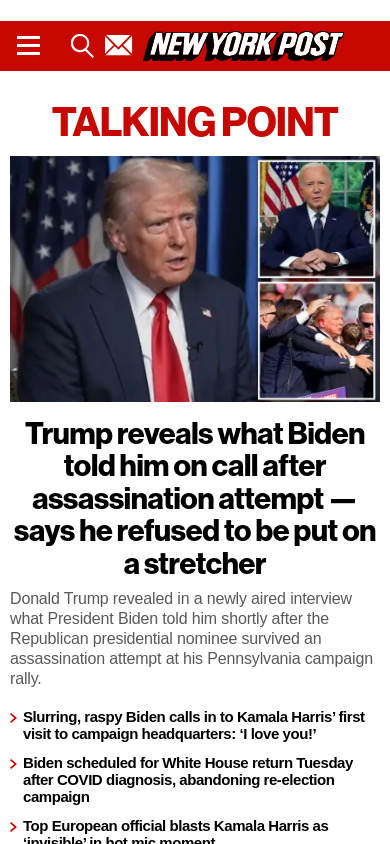 NEW YORK POST
TALKING POINT
Trump reveals what Biden
told him on call after
assassination attempt —
says he refused to be put on
a stretcher
Donald Trump revealed in a newly aired interview
what President Biden told him shortly after the
Republican presidential nominee survived an
assassination attempt at his Pennsylvania campaign
rally.
Slurring, raspy Biden calls in to Kamala Harris’ first
visit to campaign headquarters: ‘I love you!’
Biden scheduled for White House return Tuesday
after COVID diagnosis, abandoning re-election
campaign
Top European official blasts Kamala Harris as
‘invisible’ in hot mic moment